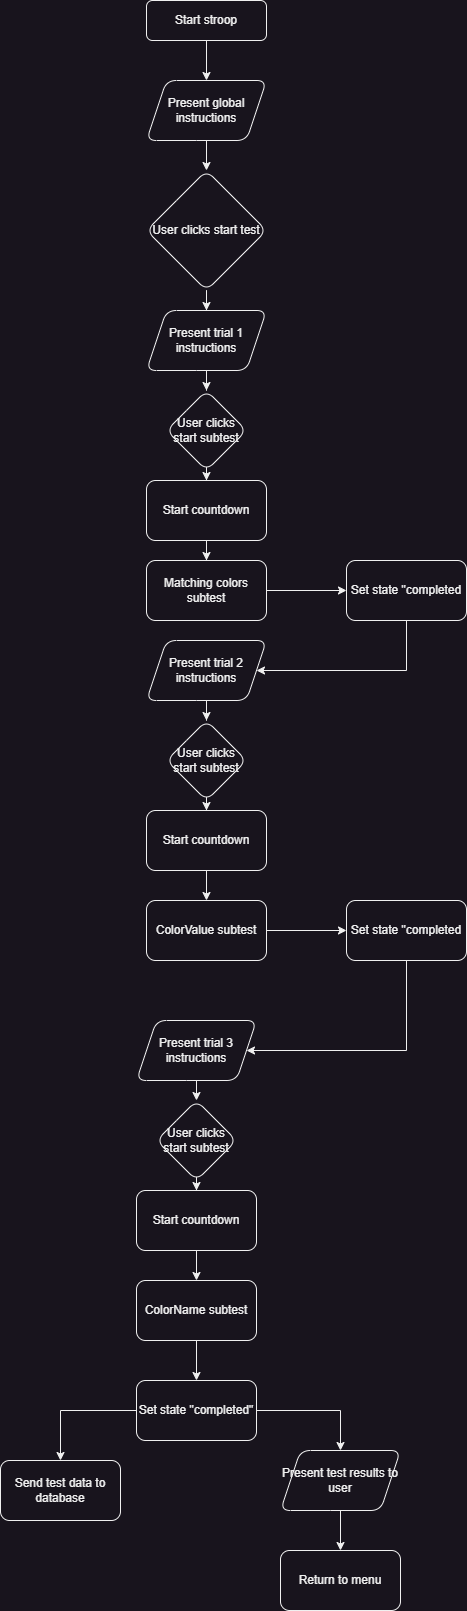 Start stroop
Present global
instructions
User clicks start test
Present trial 1
instructions
User clicks
start subtest
Start countdown
Matching colors
subtest
Set state "completed
Present trial 2
instructions
User clicks
start subtest
Start countdown
ColorValue subtest
Set state "completed
Present trial 3
instructions
User clicks
start subtest
Start countdown
ColorName subtest
Set state "completed"
Send test data to
database
Present test results to
user
Return to menu